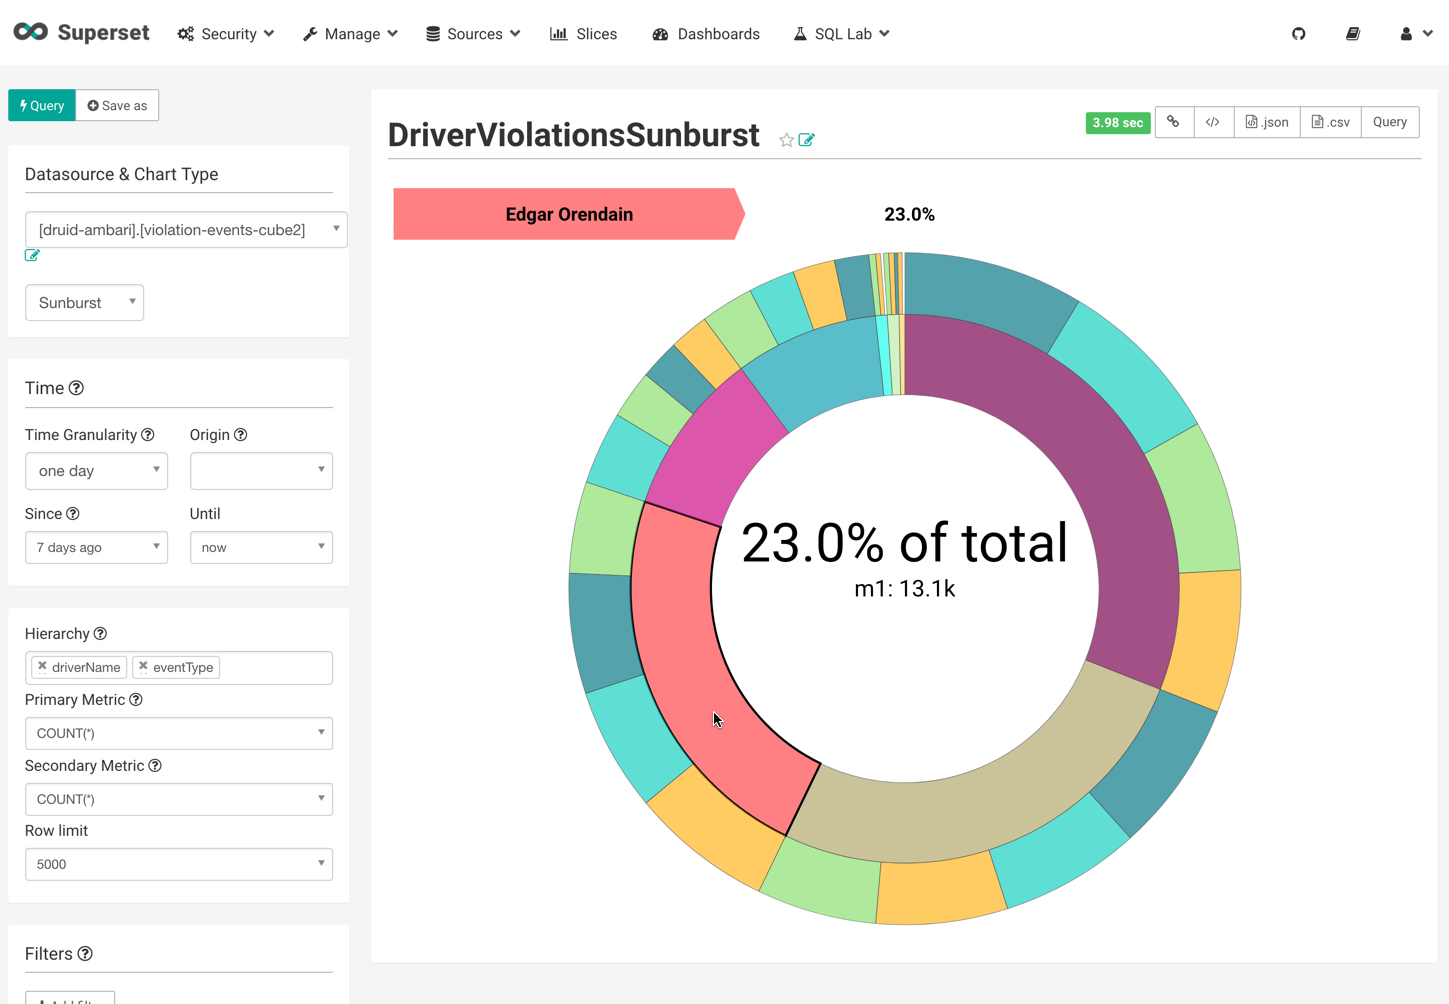 Superset Security Manage Sources Slices Dashboards SQL Lab
Query Save as
Datasource & Chart Type
[druid-ambari].[violation-events-cube2]
Sunburst
Time
Time Granularity Origin
one day
Since Until
7 days ago now
Hierarchy
driverName eventType
Primary Metric
COUNT(*)
Secondary Metric
COUNT(*)
Row limit
5000
Filters
DriverViolationsSunburst
3.98 sec .json .csv Query
Edgar Orendain 23.0%
23.0% of total
m1: 13.1k